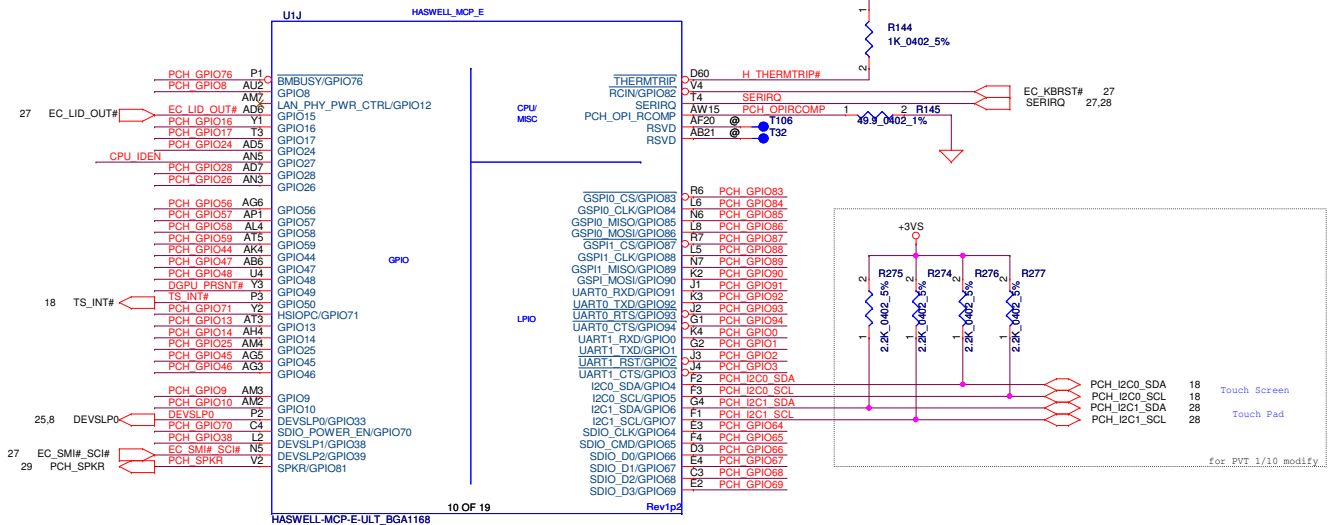 U1J
HASWELL_MCP_E
PCH_GPIO76 P1 BMBUSY/GPIO76
PCH_GPIO8 AU2 GPIO8
AM7 LAN_PHY_PWR_CTRL/GPIO12
27 EC_LID_OUT# EC_LID_OUT# AD6 GPIO15
PCH_GPIO16 Y1 GPIO16
PCH_GPIO17 T3 GPIO17
PCH_GPIO24 AD5 GPIO24
CPU_IDEN AN5 GPIO27
PCH_GPIO28 AD7 GPIO28
PCH_GPIO26 AN3 GPIO26
PCH_GPIO56 AG6 GPIO56
PCH_GPIO57 AP1 GPIO57
PCH_GPIO58 AL4 GPIO58
PCH_GPIO59 AT5 GPIO59
PCH_GPIO44 AK4 GPIO44
PCH_GPIO47 AB6 GPIO47
PCH_GPIO48 U4 GPIO48
DGPU_PRSNT# Y3 GPIO49
18 TS_INT# TS_INT# P3 GPIO50
PCH_GPIO71 Y2 HSIOPC/GPIO71
PCH_GPIO13 AT3 GPIO13
PCH_GPIO14 AH4 GPIO14
PCH_GPIO25 AM4 GPIO25
PCH_GPIO45 AG5 GPIO45
PCH_GPIO46 AG3 GPIO46
PCH_GPIO9 AM3 GPIO9
PCH_GPIO10 AM2 GPIO10
25,8 DEVSLP0 DEVSLP0 P2 DEVSLP0/GPIO33
PCH_GPIO70 C4 SDIO_POWER_EN/GPIO70
PCH_GPIO38 L2 DEVSLP1/GPIO38
27 EC_SMI#_SCI# EC_SMI#_SCI# N5 DEVSLP2/GPIO39
29 PCH_SPKR PCH_SPKR V2 SPKR/GPIO81
CPU/
MISC
GPIO
LPIO
THERMTRIP D60 H_THERMTRIP#
RCIN/GPIO82 V4 EC_KBRST# 27
SERIRQ T4 SERIRQ SERIRQ 27,28
PCH_OPI_RCOMP AW15 PCH_OPIRCOMP 1 2 R145
49.9_0402_1%
RSVD AF20 @ T106
RSVD AB21 @ T32
1
R144
1K_0402_5%
2
GSPI0_CS/GPIO83 R6 PCH_GPIO83
GSPI0_CLK/GPIO84 L6 PCH_GPIO84
GSPI0_MISO/GPIO85 N6 PCH_GPIO85
GSPI0_MOSI/GPIO86 L8 PCH_GPIO86
GSPI1_CS/GPIO87 R7 PCH_GPIO87
GSPI1_CLK/GPIO88 L5 PCH_GPIO88
GSPI1_MISO/GPIO89 N7 PCH_GPIO89
GSPI_MOSI/GPIO90 K2 PCH_GPIO90
UART0_RXD/GPIO91 J1 PCH_GPIO91
UART0_TXD/GPIO92 K3 PCH_GPIO92
UART0_RTS/GPIO93 J2 PCH_GPIO93
UART0_CTS/GPIO94 G1 PCH_GPIO94
UART1_RXD/GPIO0 K4 PCH_GPIO0
UART1_TXD/GPIO1 G2 PCH_GPIO1
UART1_RST/GPIO2 J3 PCH_GPIO2
UART1_CTS/GPIO3 J4 PCH_GPIO3
I2C0_SDA/GPIO4 F2 PCH_I2C0_SDA PCH_I2C0_SDA 18
I2C0_SCL/GPIO5 F3 PCH_I2C0_SCL PCH_I2C0_SCL 18
I2C1_SDA/GPIO6 G4 PCH_I2C1_SDA PCH_I2C1_SDA 28
I2C1_SCL/GPIO7 F1 PCH_I2C1_SCL PCH_I2C1_SCL 28
SDIO_CLK/GPIO64 E3 PCH_GPIO64
SDIO_CMD/GPIO65 F4 PCH_GPIO65
SDIO_D0/GPIO66 D3 PCH_GPIO66
SDIO_D1/GPIO67 E4 PCH_GPIO67
SDIO_D2/GPIO68 C3 PCH_GPIO68
SDIO_D3/GPIO69 E2 PCH_GPIO69
+3VS
2 R275 2 R274 2 R276 2 R277
2.2K_0402_5% 2.2K_0402_5% 2.2K_0402_5% 2.2K_0402_5%
1 1 1 1
Touch Screen
Touch Pad
for PVT 1/10 modify
10 OF 19
Rev1p2
HASWELL-MCP-E-ULT_BGA1168